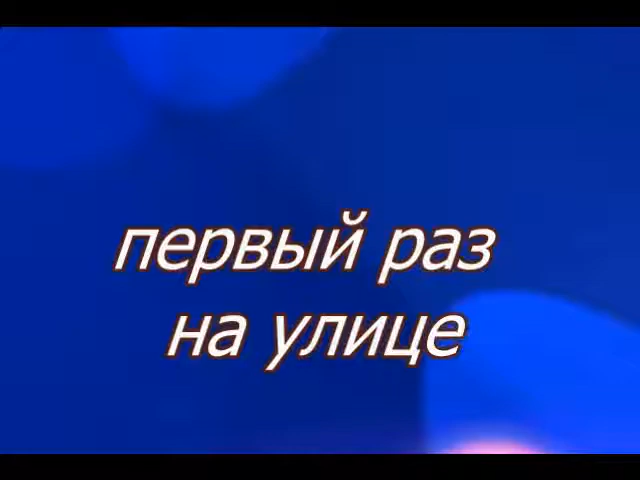 первый раз
на улице